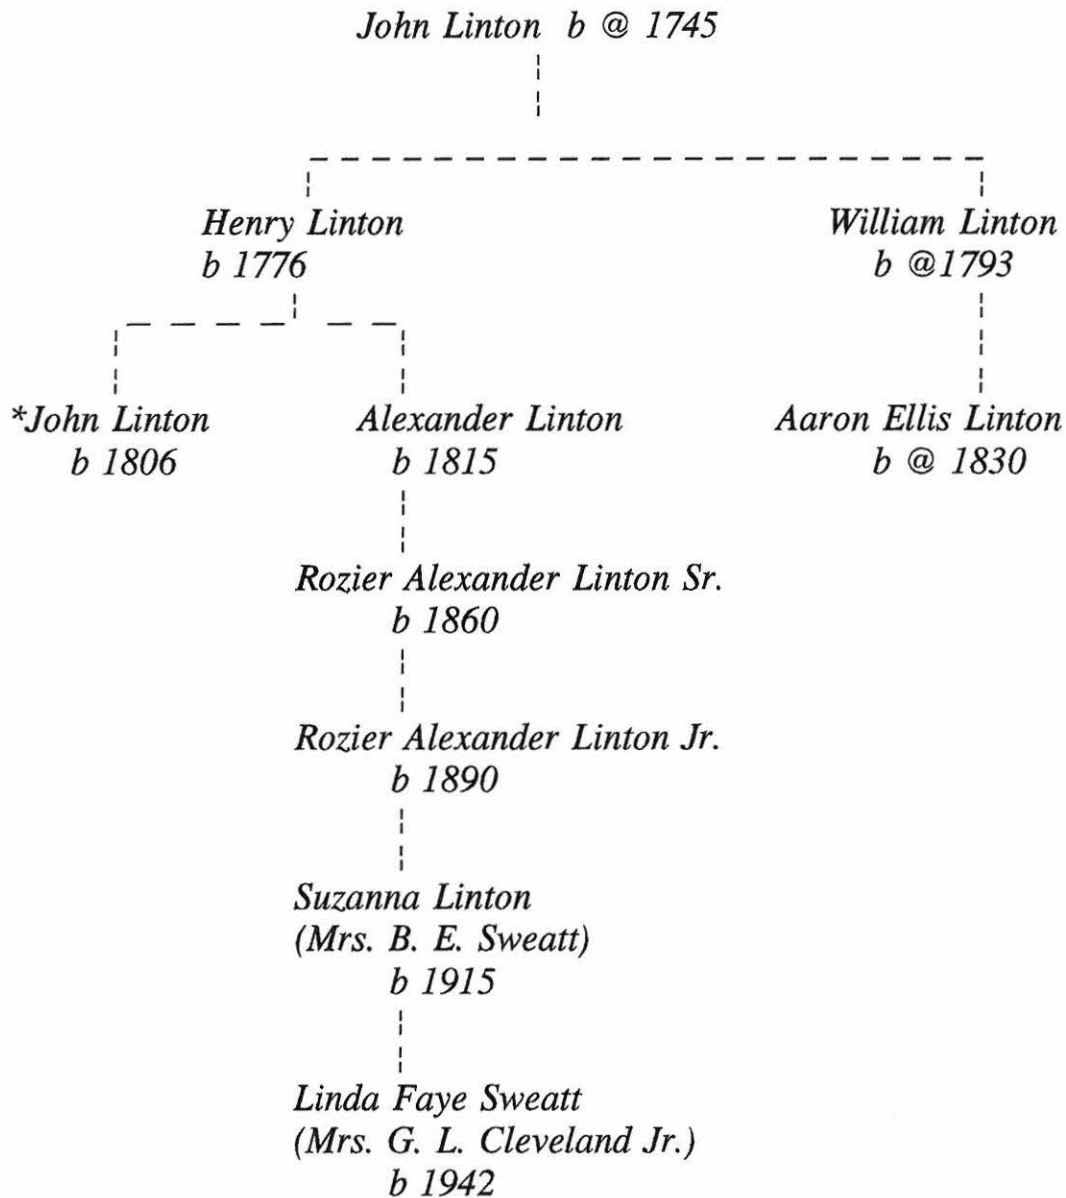 John Linton b @ 1745
Henry Linton
b 1776
William Linton
b @1793
*John Linton
b 1806
Alexander Linton
b 1815
Aaron Ellis Linton
b @ 1830
Rozier Alexander Linton Sr.
b 1860
Rozier Alexander Linton Jr.
b 1890
Suzanna Linton
(Mrs. B. E. Sweatt)
b 1915
Linda Faye Sweatt
(Mrs. G. L. Cleveland Jr.)
b 1942